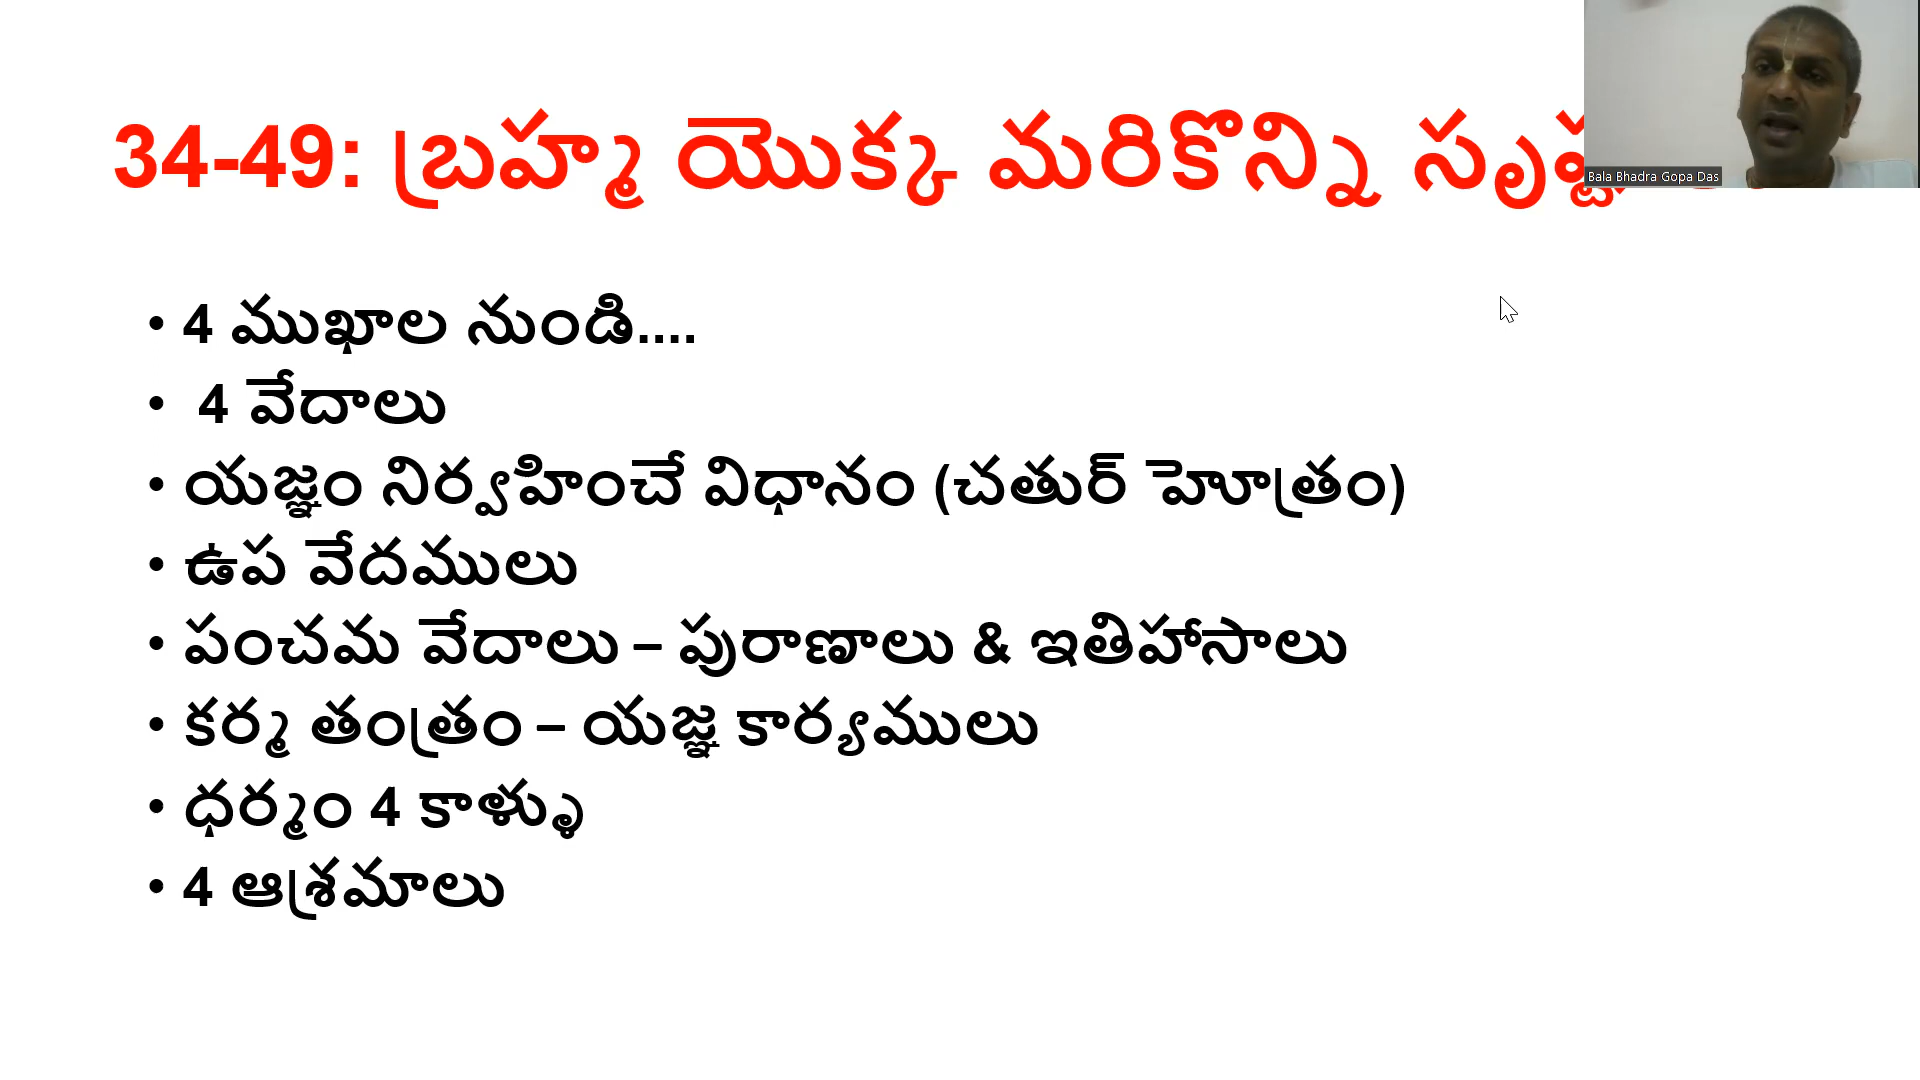 34-49: బ్రహ్మ యొక్క మరికొన్ని
Bala Bhadra Gopa Das
• 4 ముఖాల నుండి....
• 4 వేదాలు
• యజ్ఞం నిర్వహించే విధానం (చతుర్ హెూత్రం)
• ఉప వేదములు
• పంచమ వేదాలు – పురాణాలు & ఇతిహాసాలు
• కర్మ తంత్రం – యజ్ఞ కార్యములు
• ధర్మం 4 కాళ్ళు
• 4 ఆశ్రమాలు